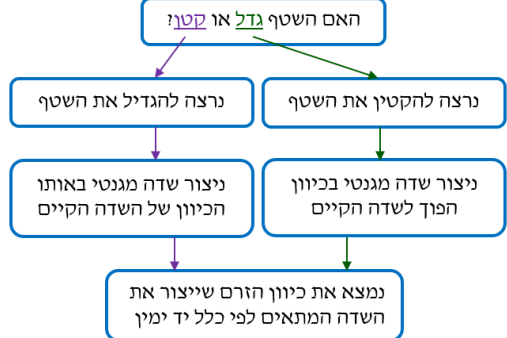 האם השטף גדל או קטן?
נרצה להקטין את השטף
נרצה להגדיל את השטף
ניצור שדה מגנטי בכיוון
הפוך לשדה הקיים
ניצור שדה מגנטי באותו
הכיוון של השדה הקיים
נמצא את כיוון הזרם שייצור את
השדה המתאים לפי כלל יד ימין